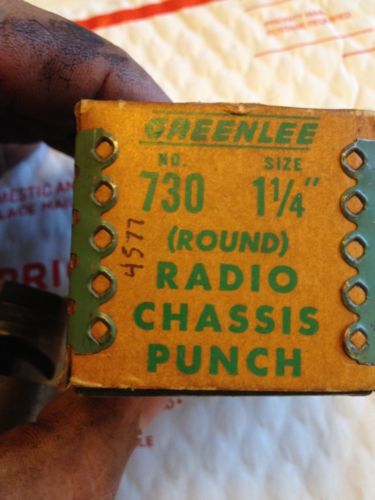 GREENLEE
NO. SIZE
730 1¼"
4577
(ROUND)
RADIO
CHASSIS
PUNCH